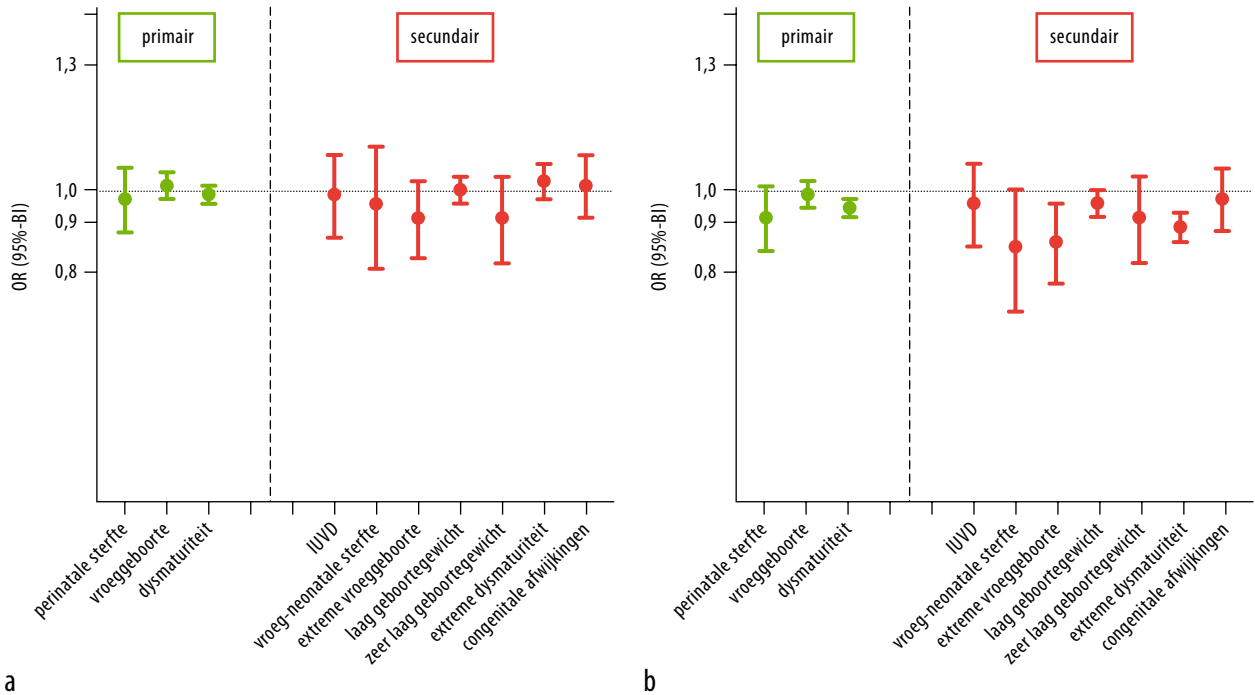 primair
secundair
1,3
1,0
0,9
0,8
OR (95%-BI)
perinatale sterfte
vroeggeboorte
dysmaturiteit
IUVD
vroeg-neonatale sterfte
extreme vroeggeboorte
laag geboortegewicht
zeer laag geboortegewicht
extreme dysmaturiteit
congenitale afwijkingen
a
primair
secundair
1,3
1,0
0,9
0,8
OR (95%-BI)
perinatale sterfte
vroeggeboorte
dysmaturiteit
IUVD
vroeg-neonatale sterfte
extreme vroeggeboorte
laag geboortegewicht
zeer laag geboortegewicht
extreme dysmaturiteit
congenitale afwijkingen
b